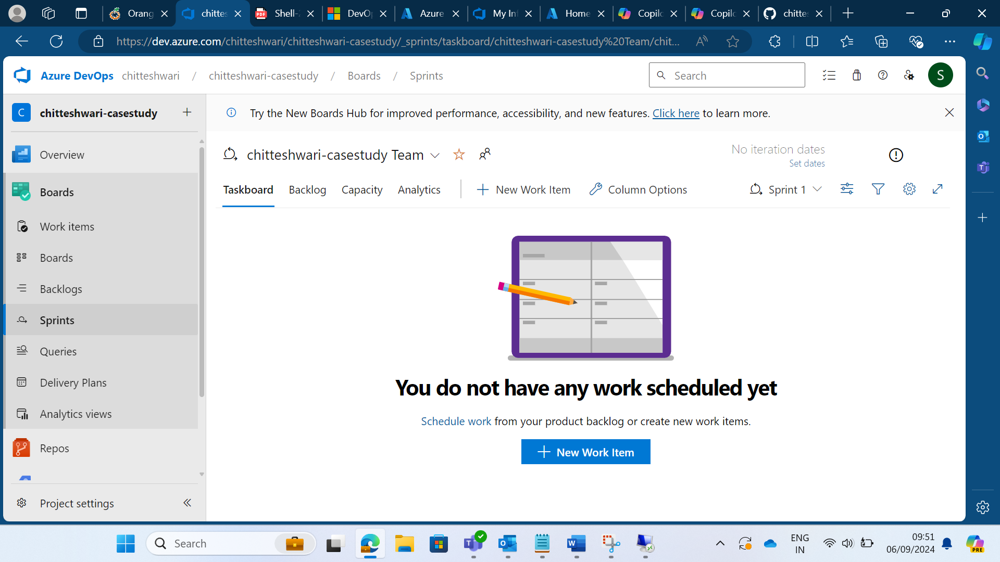 Orang
chittes
Shell-
DevO
Azure
My In
Home
Copil
Copil
chittes
https://dev.azure.com/chitteshwari/chitteshwari-casestudy/_sprints/taskboard/chitteshwari-casestudy%20Team/chit...
Azure DevOps chitteshwari / chitteshwari-casestudy / Boards / Sprints
Search
S
C chitteshwari-casestudy
Try the New Boards Hub for improved performance, accessibility, and new features. Click here to learn more.
Overview
Boards
Work items
Boards
Backlogs
Sprints
Queries
Delivery Plans
Analytics views
Repos
Project settings
chitteshwari-casestudy Team
No iteration dates
Set dates
Taskboard Backlog Capacity Analytics New Work Item Column Options Sprint 1
You do not have any work scheduled yet
Schedule work from your product backlog or create new work items.
New Work Item
Search
ENG
IN
09:51
06/09/2024
PRE